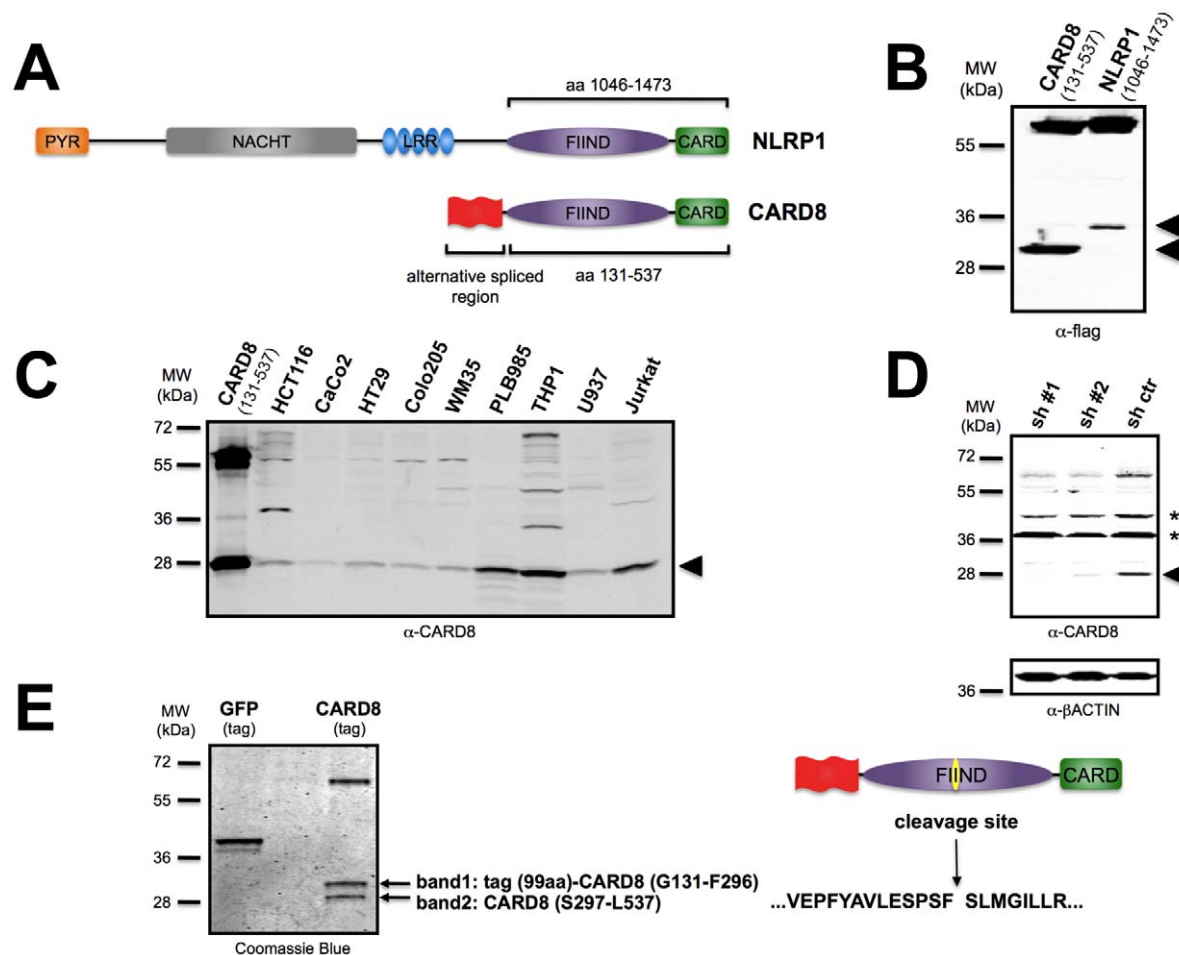 A
aa 1046-1473
PYR
NACHT
LRR
FIIND
CARD
NLRP1
FIIND
CARD
CARD8
alternative spliced
region
aa 131-537
B
MW
(kDa)
CARD8
(131-537)
NLRP1
(1046-1473)
55
36
28
α-flag
C
MW
(kDa)
CARD8
(131-537)
HCT116
CaCo2
HT29
Colo205
WM35
PLB985
THP1
U937
Jurkat
72
55
36
28
α-CARD8
D
MW
(kDa)
sh #1
sh #2
sh ctr
72
55
36
28
*
*
α-CARD8
36
α-βACTIN
E
MW
(kDa)
GFP
(tag)
CARD8
(tag)
72
55
36
28
band1: tag (99aa)-CARD8 (G131-F296)
band2: CARD8 (S297-L537)
Coomassie Blue
FIIND
CARD
cleavage site
...VEPFYAVLESPSF SLMGILLR...